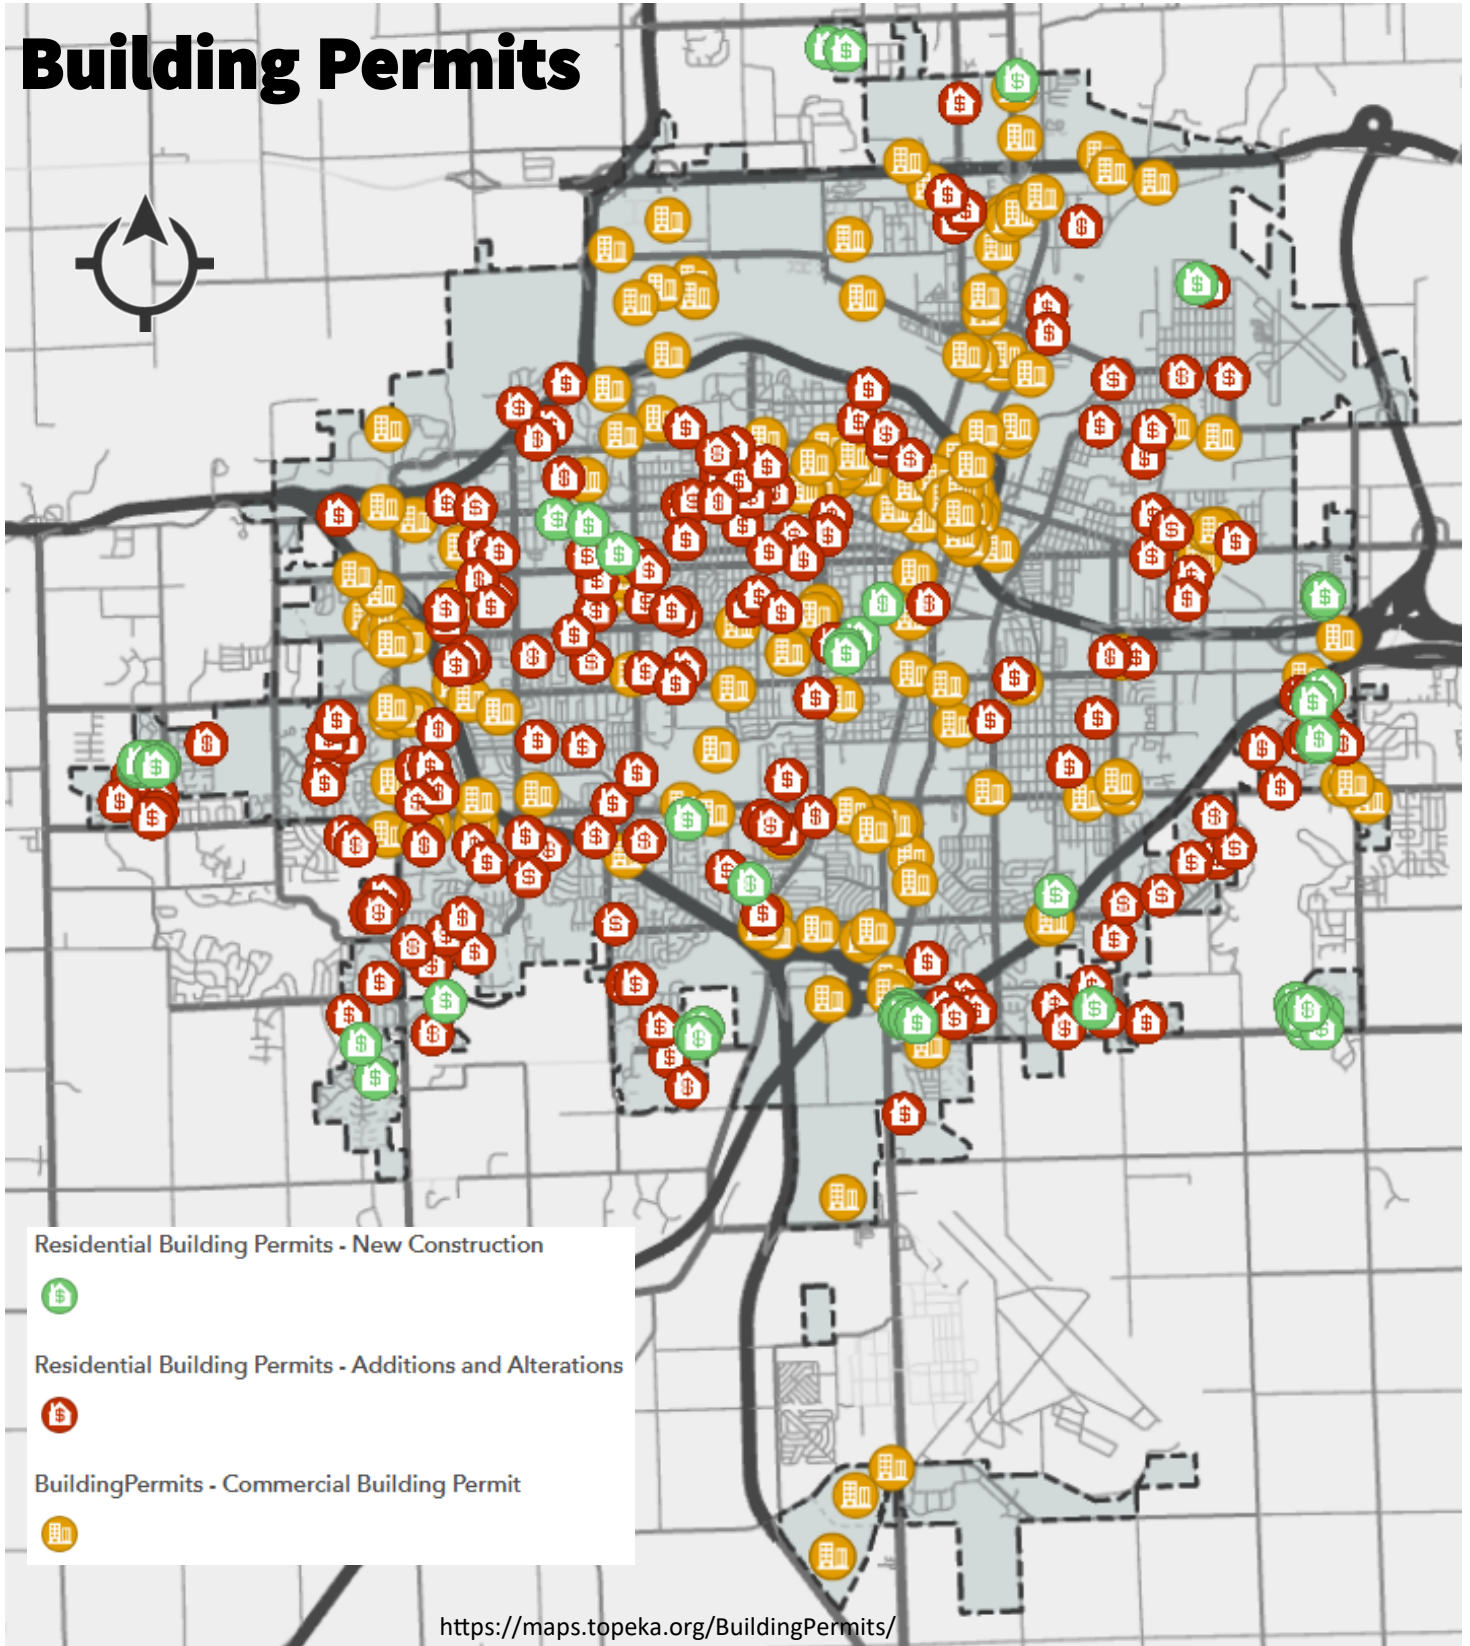 Building Permits
Residential Building Permits - New Construction
Residential Building Permits - Additions and Alterations
BuildingPermits - Commercial Building Permit
https://maps.topeka.org/BuildingPermits/